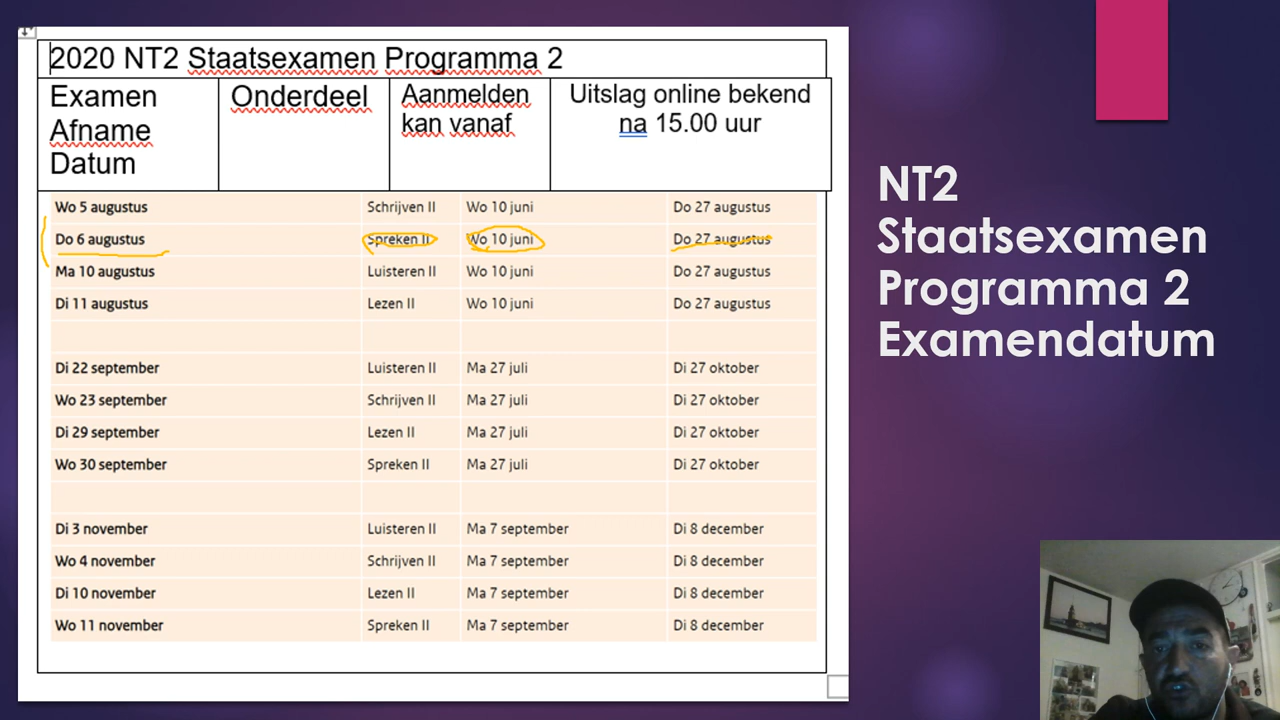 2020 NT2 Staatsexamen Programma 2
Examen Afname Datum Onderdeel Aanmelden kan vanaf Uitslag online bekend na 15.00 uur
Wo 5 augustus Schrijven II Wo 10 juni Do 27 augustus
Do 6 augustus Spreken II Wo 10 juni Do 27 augustus
Ma 10 augustus Luisteren II Wo 10 juni Do 27 augustus
Di 11 augustus Lezen II Wo 10 juni Do 27 augustus
Di 22 september Luisteren II Ma 27 juli Di 27 oktober
Wo 23 september Schrijven II Ma 27 juli Di 27 oktober
Di 29 september Lezen II Ma 27 juli Di 27 oktober
Wo 30 september Spreken II Ma 27 juli Di 27 oktober
Di 3 november Luisteren II Ma 7 september Di 8 december
Wo 4 november Schrijven II Ma 7 september Di 8 december
Di 10 november Lezen II Ma 7 september Di 8 december
Wo 11 november Spreken II Ma 7 september Di 8 december
NT2
Staatsexamen
Programma 2
Examendatum